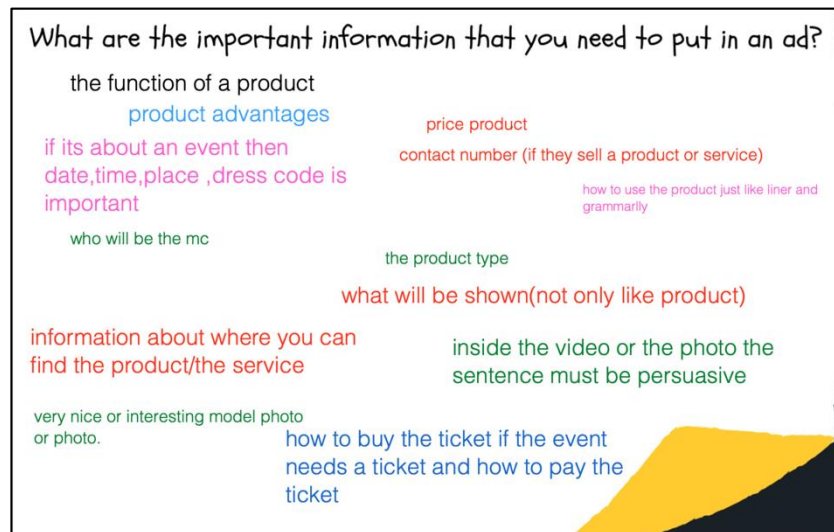 What are the important information that you need to put in an ad?
the function of a product
product advantages
price product
if its about an event then
date,time,place ,dress code is
important
contact number (if they sell a product or service)
how to use the product just like liner and
grammarlly
who will be the mc
the product type
what will be shown(not only like product)
information about where you can
find the product/the service
inside the video or the photo the
sentence must be persuasive
very nice or interesting model photo
or photo.
how to buy the ticket if the event
needs a ticket and how to pay the
ticket